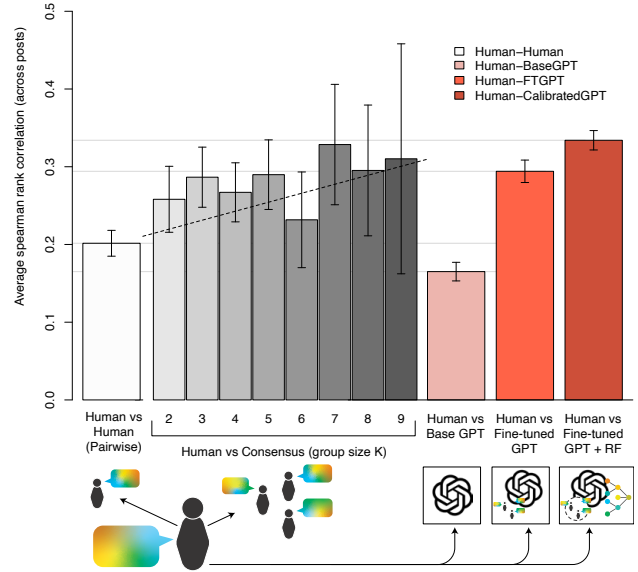 Average spearman rank correlation (across posts)
0.5
0.4
0.3
0.2
0.1
0.0
Human−Human
Human−BaseGPT
Human−FTGPT
Human−CalibratedGPT
Human vs
Human
(Pairwise)
2 3 4 5 6 7 8 9
Human vs Consensus (group size K)
Human vs
Base GPT
Human vs
Fine-tuned
GPT
Human vs
Fine-tuned
GPT + RF